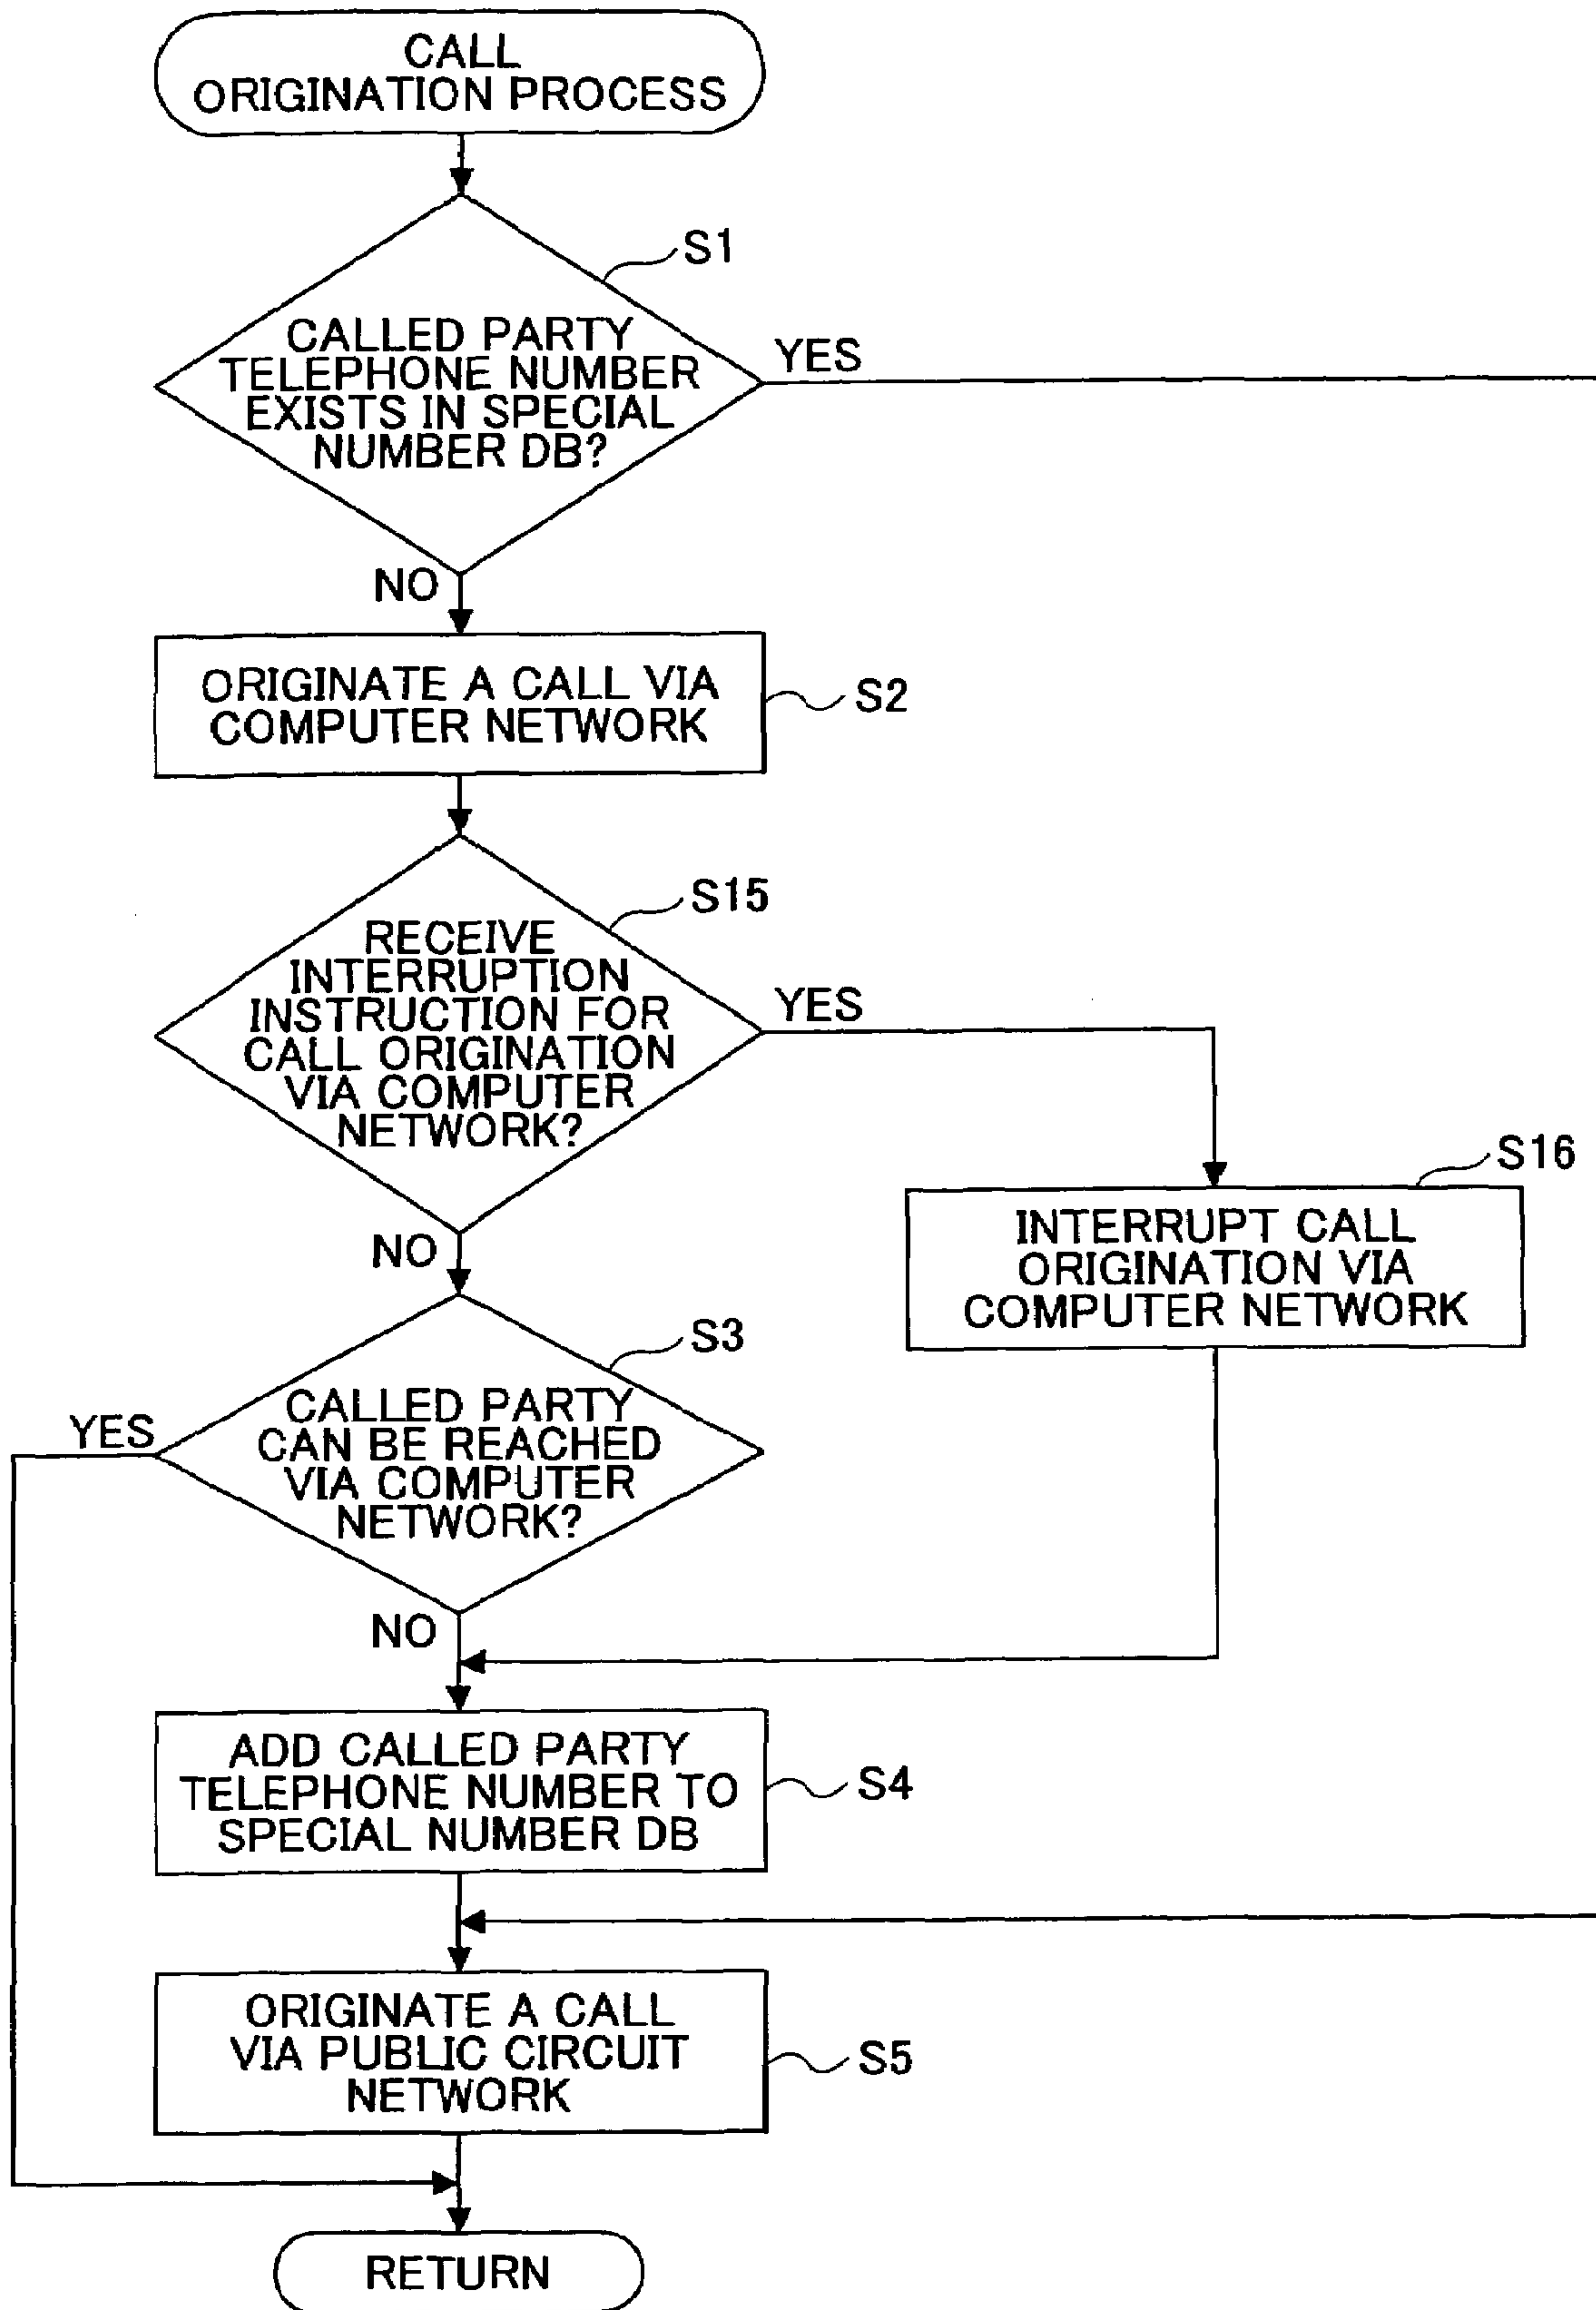 CALL
ORIGINATION PROCESS
S1
CALLED PARTY
TELEPHONE NUMBER
EXISTS IN SPECIAL
NUMBER DB?
YES
NO
ORIGINATE A CALL VIA
COMPUTER NETWORK
S2
S15
RECEIVE
INTERRUPTION
INSTRUCTION FOR
CALL ORIGINATION
VIA COMPUTER
NETWORK?
YES
NO
S16
INTERRUPT CALL
ORIGINATION VIA
COMPUTER NETWORK
S3
CALLED PARTY
CAN BE REACHED
VIA COMPUTER
NETWORK?
YES
NO
ADD CALLED PARTY
TELEPHONE NUMBER TO
SPECIAL NUMBER DB
S4
ORIGINATE A CALL
VIA PUBLIC CIRCUIT
NETWORK
S5
RETURN